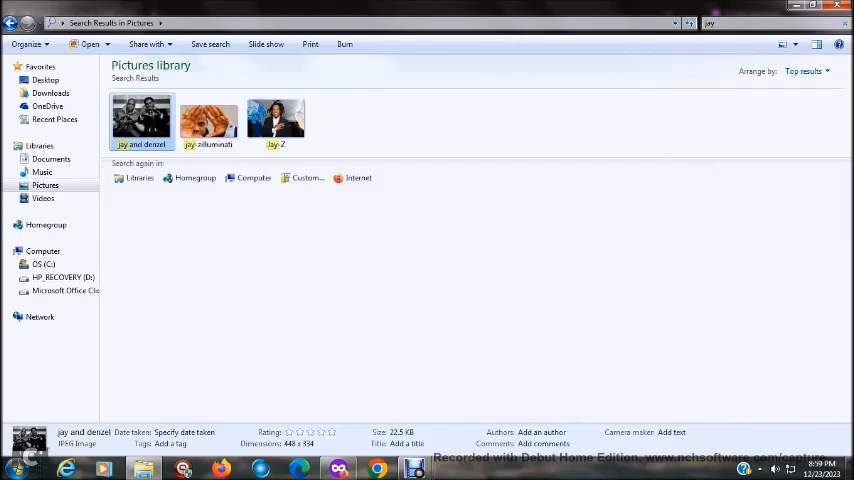 Search Results in Pictures
jay
Organize Open Share with Save search Slide show Print Burn
Favorites
Desktop
Downloads
OneDrive
Recent Places
Libraries
Documents
Music
Pictures
Videos
Homegroup
Computer
OS (C:)
HP_RECOVERY (D:)
Microsoft Office Clic
Network
Pictures library
Search Results
Arrange by: Top results
jay and denzel
jay zilluminati
Jay-Z
Search again in:
Libraries Homegroup Computer Custom... Internet
jay and denzel Date taken: Specify date taken Rating: Size: 22.5 KB Authors: Add an author Camera maker: Add text
JPEG Image Tags: Add a tag Dimensions: 448 x 334 Title: Add a title Comments: Add comments
Recorded with Debut Home Edition. www.nchsoftware.com/capture
8:59 PM
12/23/2023